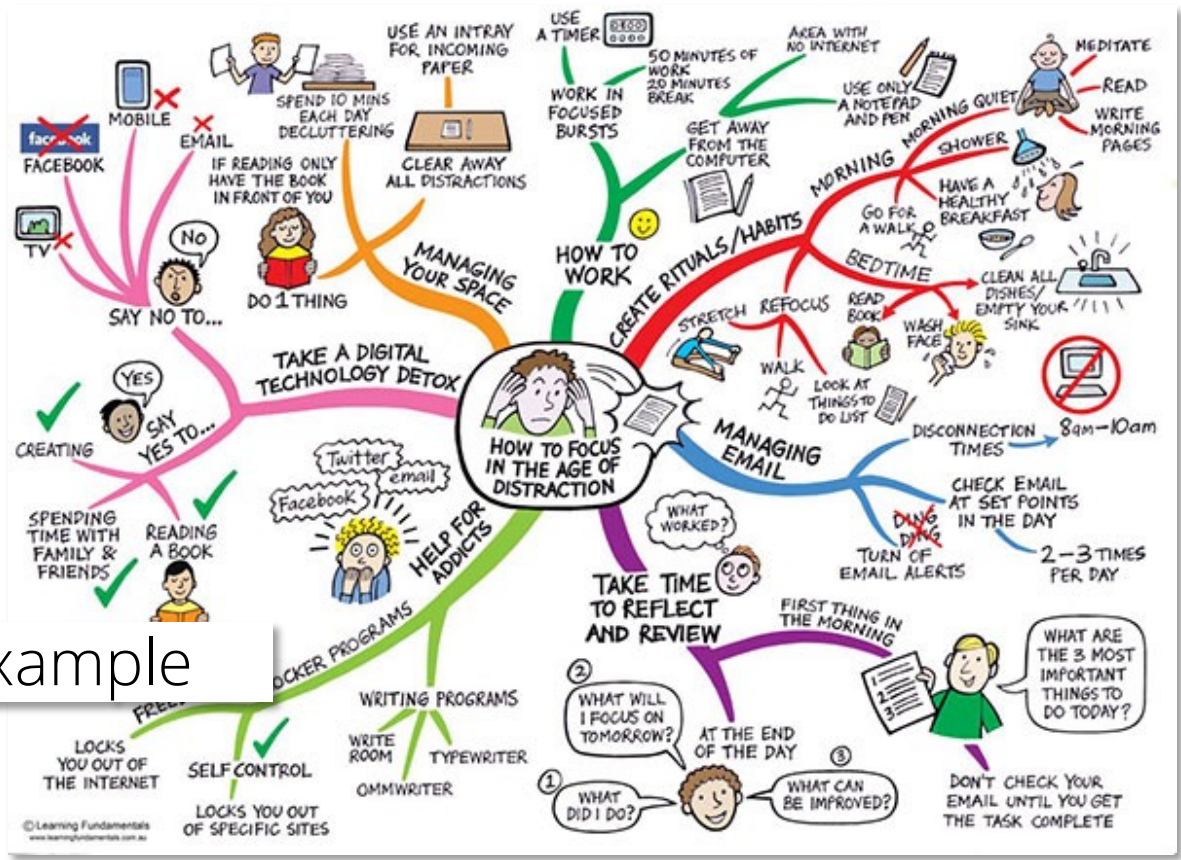 HOW TO FOCUS
IN THE AGE OF
DISTRACTION
HOW TO
WORK
WORK IN
FOCUSED
BURSTS
USE
A TIMER
50 MINUTES OF
WORK
20 MINUTES
BREAK
GET AWAY
FROM THE
COMPUTER
AREA WITH
NO INTERNET
USE ONLY
A NOTEPAD
AND PEN
CREATE RITUALS/HABITS
MORNING
MORNING QUIET
MEDITATE
READ
WRITE
MORNING
PAGES
SHOWER
HAVE A
HEALTHY
BREAKFAST
GO FOR
A WALK
BEDTIME
CLEAN ALL
DISHES/
EMPTY YOUR
SINK
WASH
FACE
READ
BOOK
REFOCUS
STRETCH
WALK
LOOK AT
THINGS TO
DO LIST
MANAGING
EMAIL
DISCONNECTION
TIMES
8am–10am
CHECK EMAIL
AT SET POINTS
IN THE DAY
2–3 TIMES
PER DAY
DING
DING
TURN OF
EMAIL ALERTS
TAKE TIME
TO REFLECT
AND REVIEW
WHAT
WORKED?
FIRST THING IN
THE MORNING
1
2
3
WHAT ARE
THE 3 MOST
IMPORTANT
THINGS TO
DO TODAY?
DON'T CHECK YOUR
EMAIL UNTIL YOU GET
THE TASK COMPLETE
AT THE END
OF THE DAY
1
WHAT
DID I DO?
2
WHAT WILL
I FOCUS ON
TOMORROW?
3
WHAT CAN
BE IMPROVED?
HELP FOR
ADDICTS
Twitter
email
Facebook
WRITING PROGRAMS
WRITE
ROOM
OMMWRITER
TYPEWRITER
PROGRAMS
LOCKS
YOU OUT OF
THE INTERNET
SELF CONTROL
LOCKS YOU OUT
OF SPECIFIC SITES
TAKE A DIGITAL
TECHNOLOGY DETOX
SAY NO TO...
NO
TV
facebook
FACEBOOK
MOBILE
EMAIL
SAY
YES TO...
YES
CREATING
SPENDING
TIME WITH
FAMILY &
FRIENDS
READING
A BOOK
MANAGING
YOUR SPACE
SPEND 10 MINS
EACH DAY
DECLUTTERING
CLEAR AWAY
ALL DISTRACTIONS
USE AN INTRAY
FOR INCOMING
PAPER
DO 1 THING
IF READING ONLY
HAVE THE BOOK
IN FRONT OF YOU
xample
© Learning Fundamentals
www.learningfundamentals.com.au